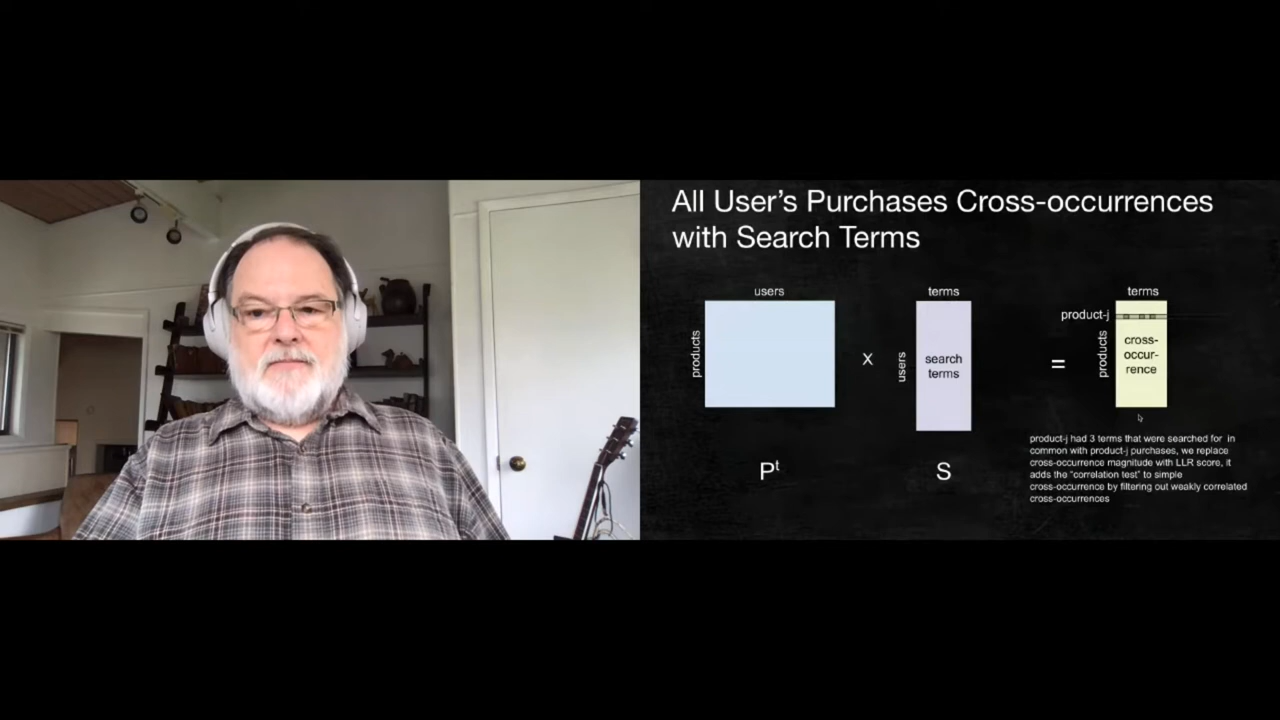 All User's Purchases Cross-occurrences
with Search Terms
users
products
X
terms
users
search
terms
=
terms
product-j
products
cross-
occur-
rence
product-j had 3 terms that were searched for in
common with product-j purchases, we replace
cross-occurrence magnitude with LLR score, it
adds the "correlation test" to simple
cross-occurrence by filtering out weakly correlated
cross-occurrences
Pt
S